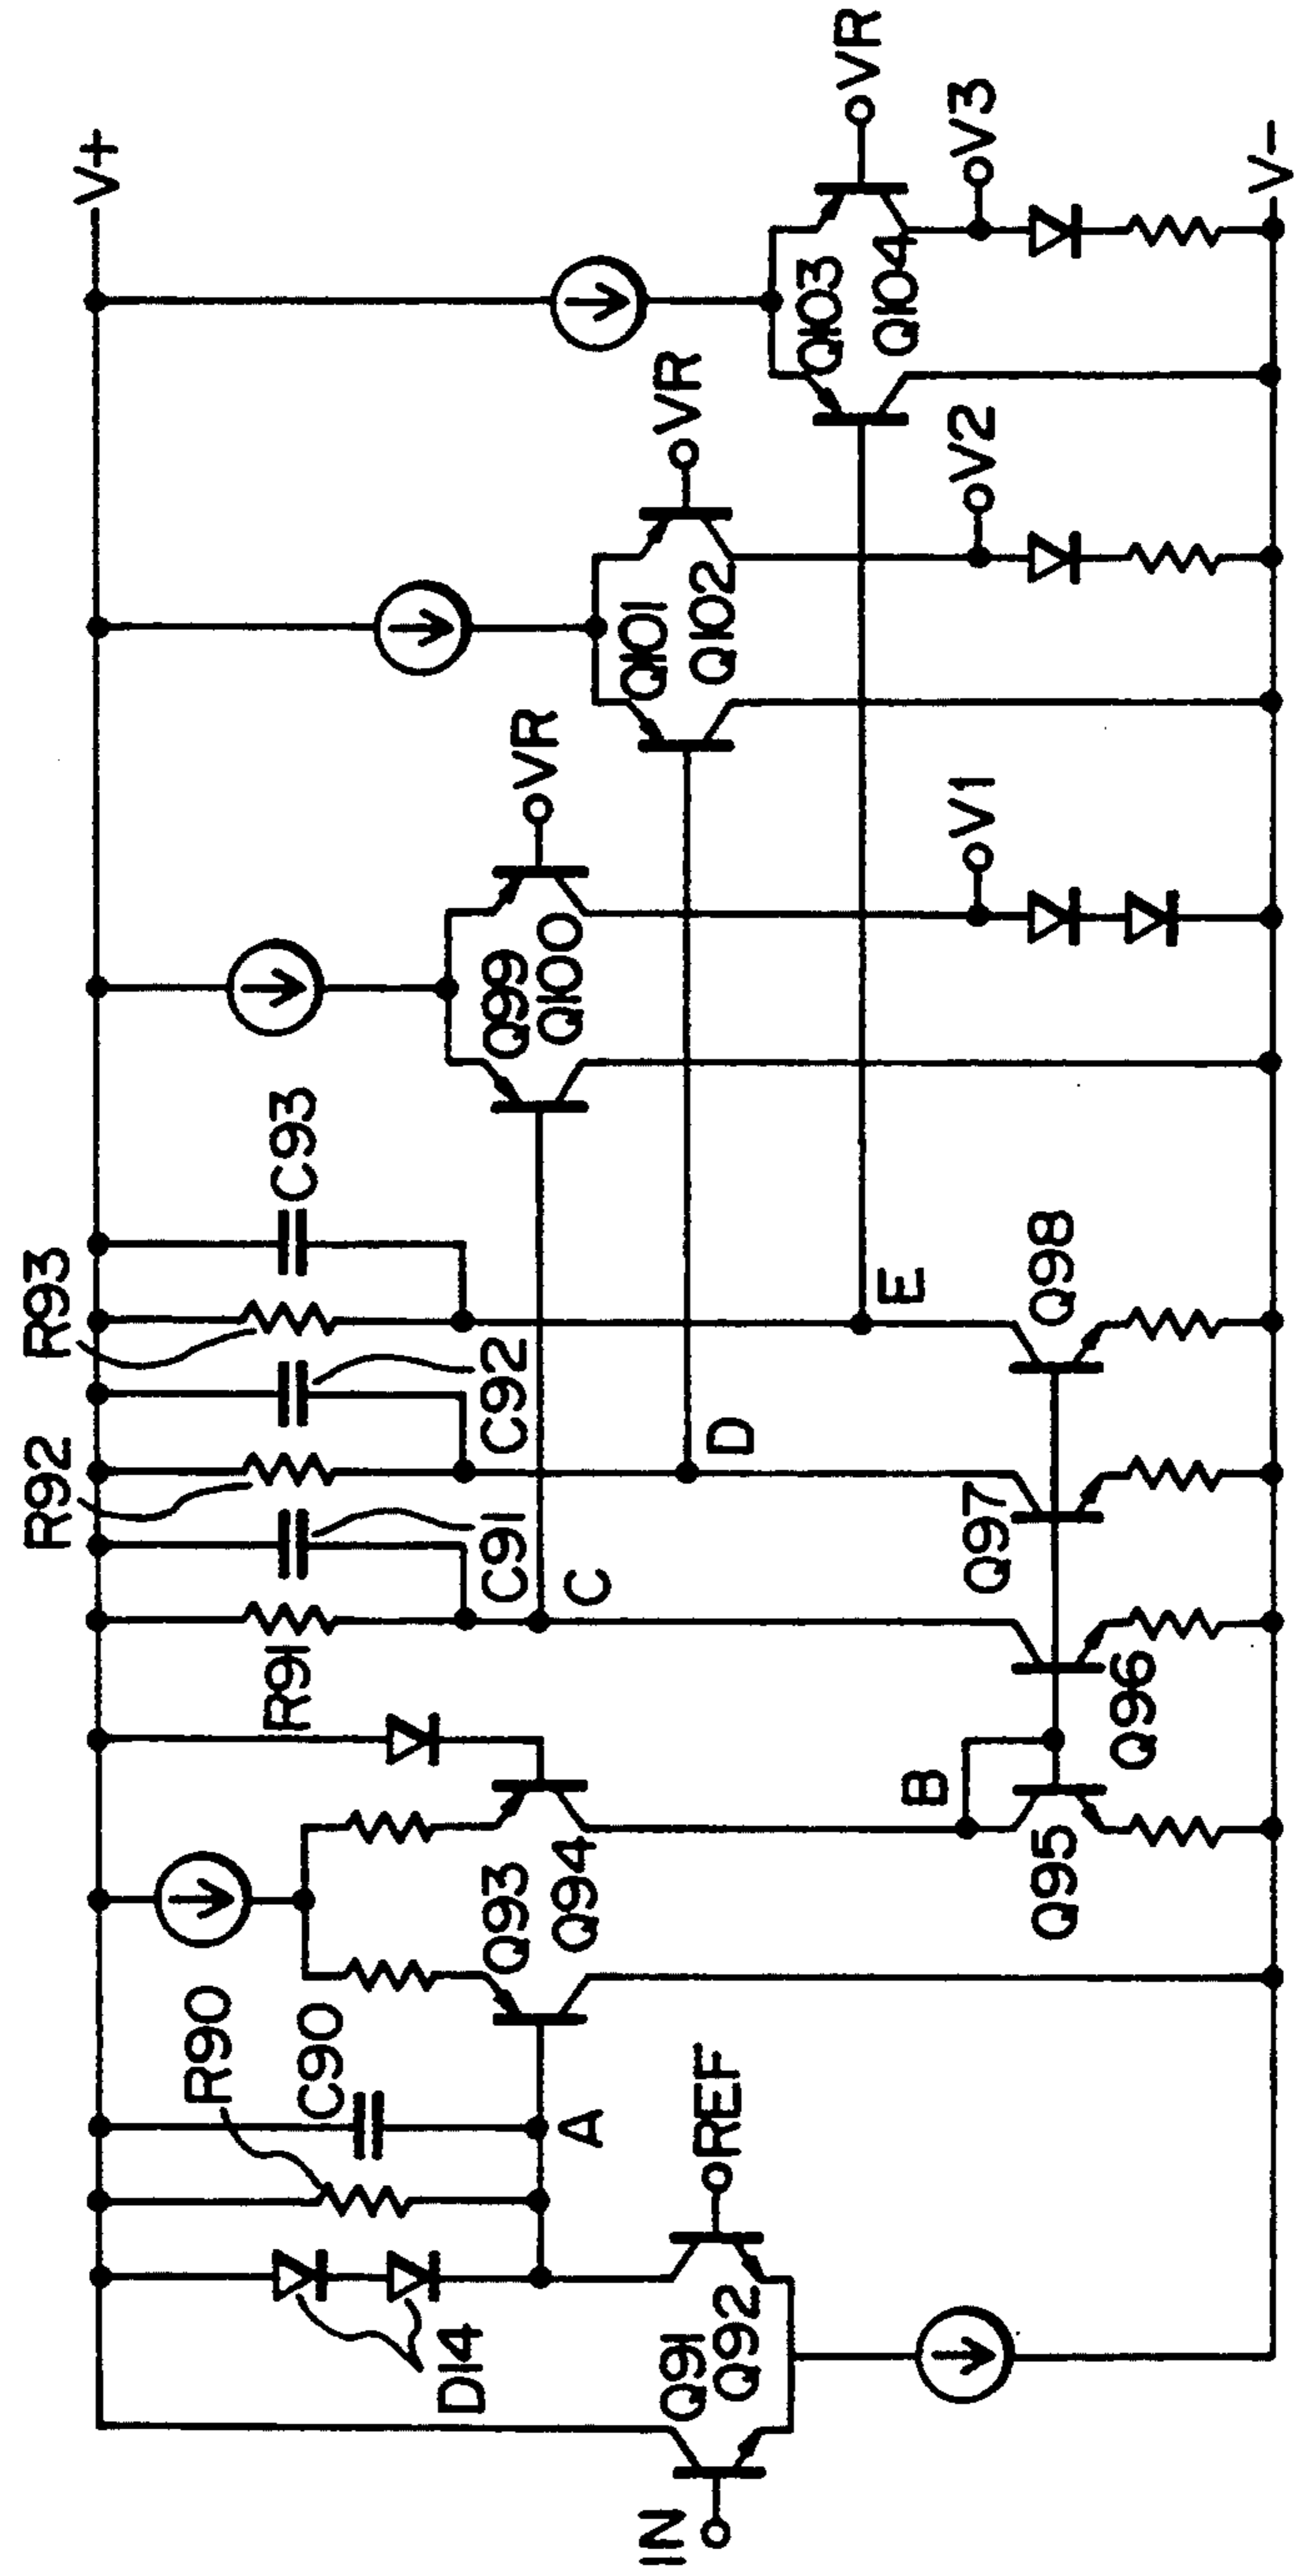 V+
R90
C90
R91
R92
C91
C92
R93
C93
D14
A
Q93
Q94
C
D
E
Q99
Q100
VR
Q101
Q102
VR
Q103
Q104
VR
IN
Q91
Q92
REF
B
Q95
Q96
Q97
Q98
V1
V2
V3
V-